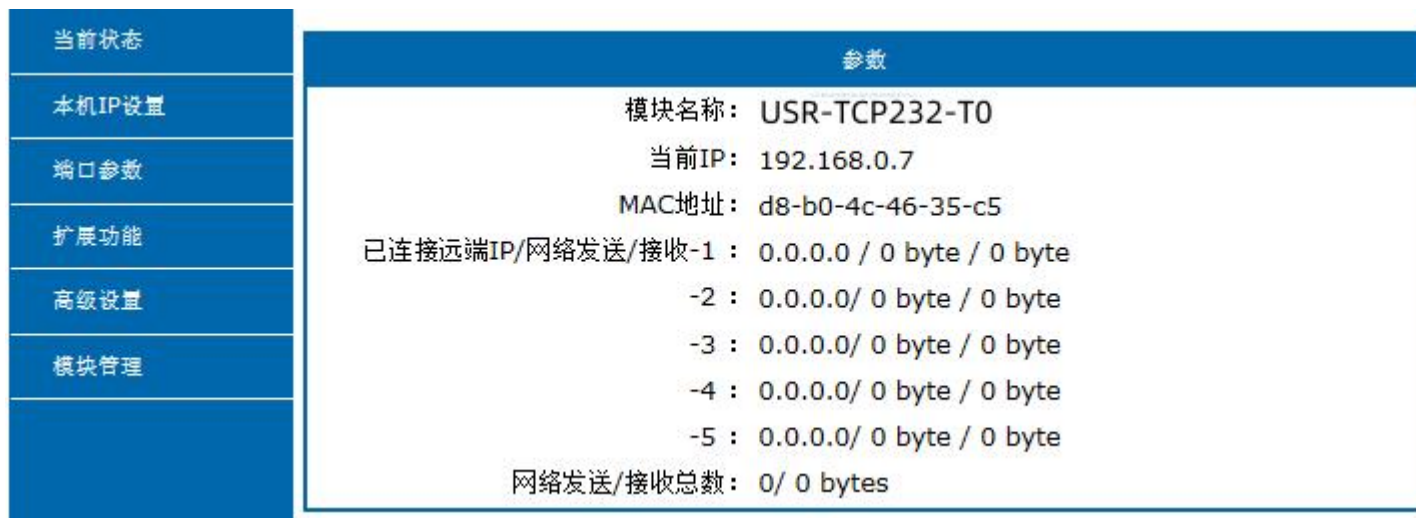 当前状态
本机IP设置
端口参数
扩展功能
高级设置
模块管理
参数
模块名称： USR-TCP232-T0
当前IP： 192.168.0.7
MAC地址： d8-b0-4c-46-35-c5
已连接远端IP/网络发送/接收-1 ： 0.0.0.0 / 0 byte / 0 byte
-2 ： 0.0.0.0/ 0 byte / 0 byte
-3 ： 0.0.0.0/ 0 byte / 0 byte
-4 ： 0.0.0.0/ 0 byte / 0 byte
-5 ： 0.0.0.0/ 0 byte / 0 byte
网络发送/接收总数： 0/ 0 bytes